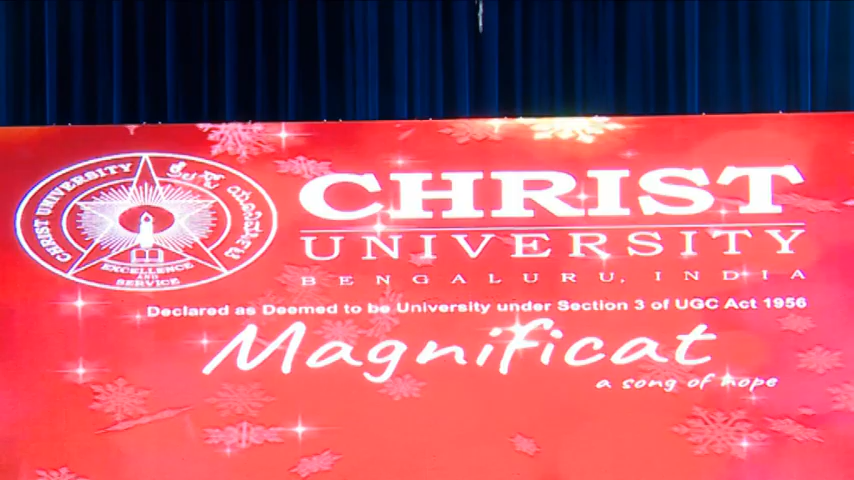 CHRIST UNIVERSITY
ಕ್ರೈಸ್ಟ್ ಯೂನಿವರ್ಸಿಟಿ
EXCELLENCE
AND
SERVICE
CHRIST
UNIVERSITY
BENGALURU, INDIA
Declared as Deemed to be University under Section 3 of UGC Act 1956
Magnificat
a song of hope